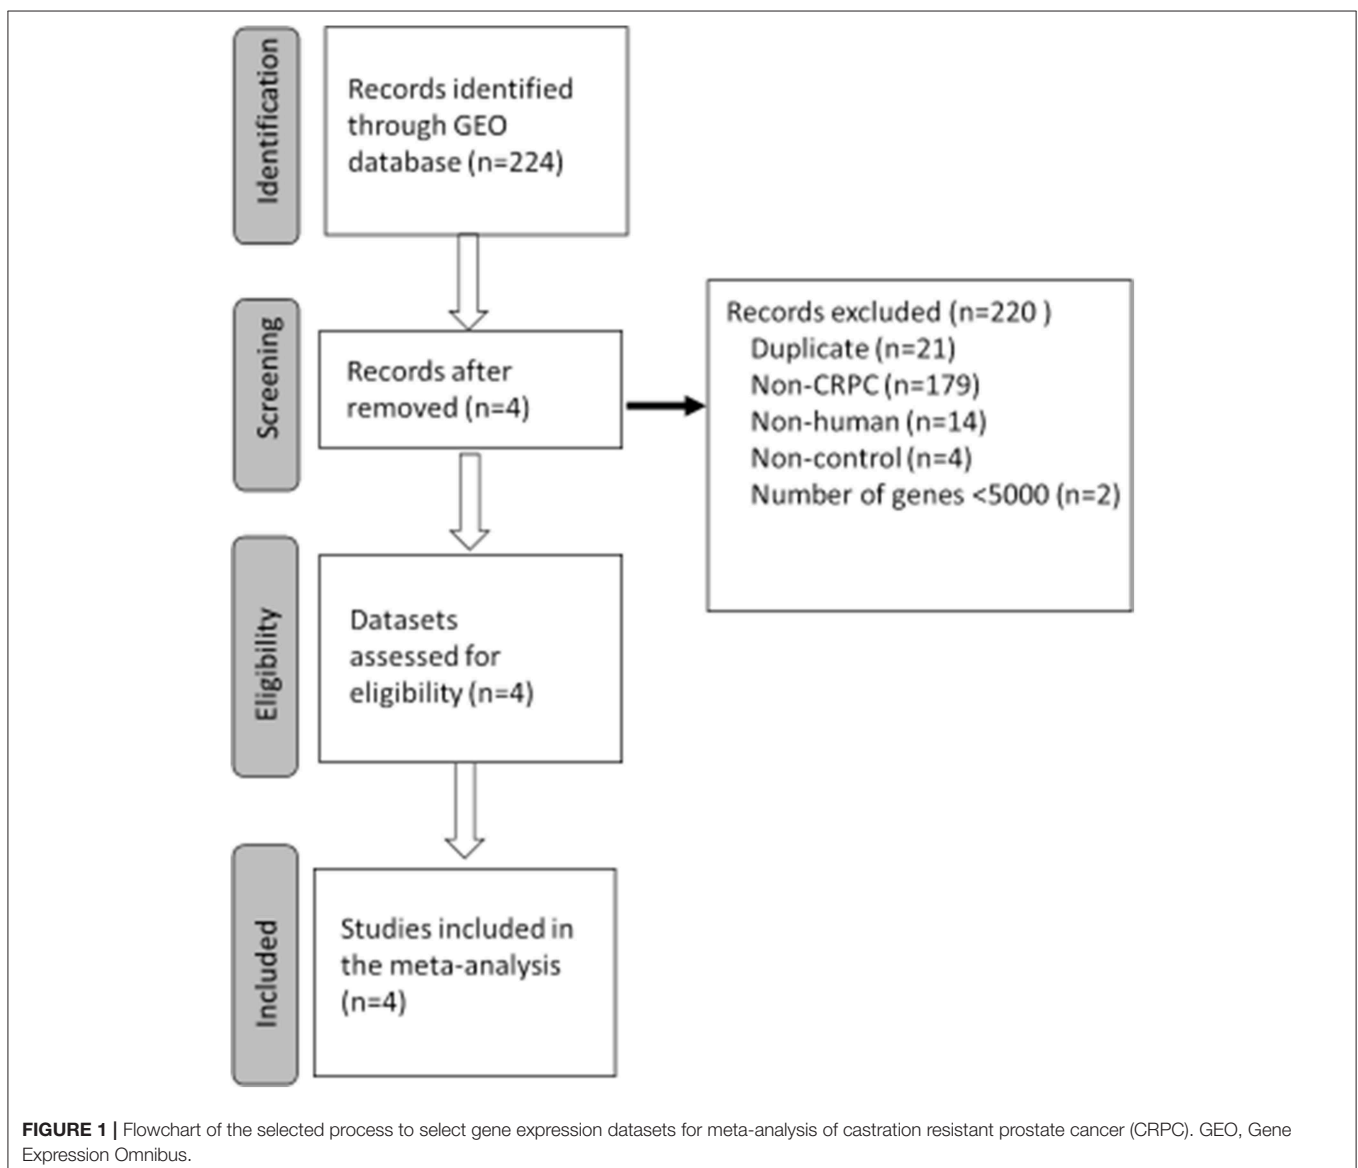 Identification
Records identified
through GEO
database (n=224)
Screening
Records after
removed (n=4)
Records excluded (n=220 )
Duplicate (n=21)
Non-CRPC (n=179)
Non-human (n=14)
Non-control (n=4)
Number of genes <5000 (n=2)
Eligibility
Datasets
assessed for
eligibility (n=4)
Included
Studies included in
the meta-analysis
(n=4)
FIGURE 1 | Flowchart of the selected process to select gene expression datasets for meta-analysis of castration resistant prostate cancer (CRPC). GEO, Gene
Expression Omnibus.